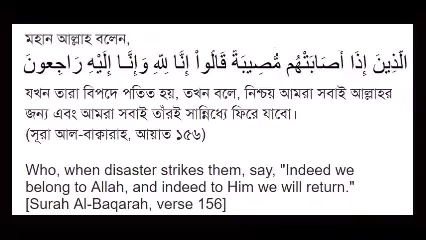 মহান আল্লাহ বলেন,
الَّذِينَ إِذَا أَصَابَتْهُم مُّصِيبَةٌ قَالُواْ إِنَّا لِلّهِ وَإِنَّـا إِلَيْهِ رَاجِعونَ
যখন তারা বিপদে পতিত হয়, তখন বলে, নিশ্চয় আমরা সবাই আল্লাহর
জন্য এবং আমরা সবাই তাঁরই সান্নিধ্যে ফিরে যাবো।
(সূরা আল-বাক্বারাহ, আয়াত ১৫৬)
Who, when disaster strikes them, say, "Indeed we
belong to Allah, and indeed to Him we will return."
[Surah Al-Baqarah, verse 156]